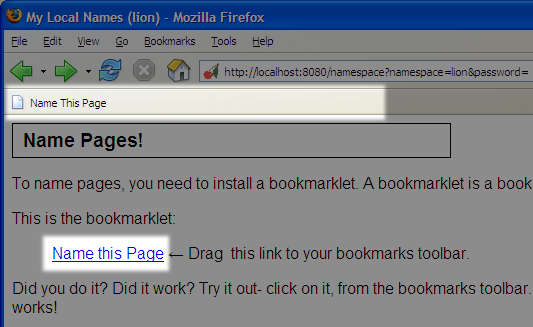 My Local Names (lion) - Mozilla Firefox
File Edit View Go Bookmarks Tools Help
http://localhost:8080/namespace?namespace=lion&password=
Name This Page
Name Pages!
To name pages, you need to install a bookmarklet. A bookmarklet is a book
This is the bookmarklet:
Name this Page ← Drag this link to your bookmarks toolbar.
Did you do it? Did it work? Try it out- click on it, from the bookmarks toolbar.
works!